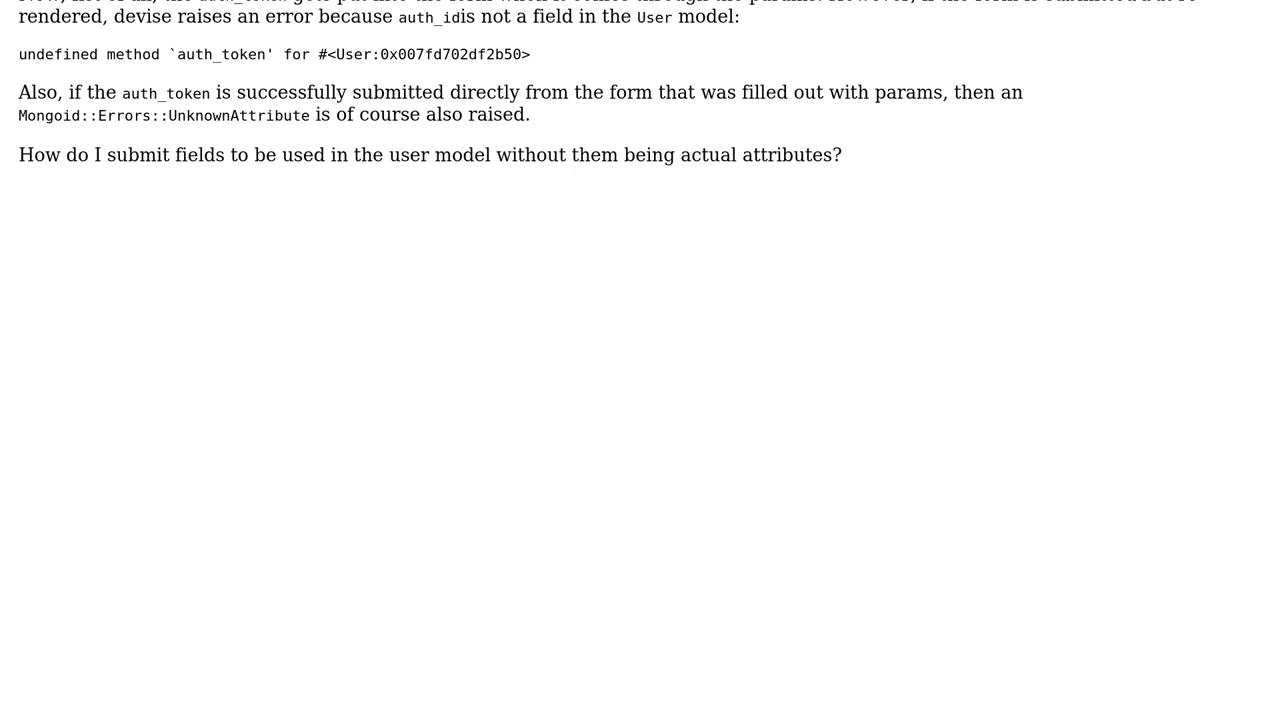 rendered, devise raises an error because auth_idis not a field in the User model:
undefined method `auth_token' for #<User:0x007fd702df2b50>
Also, if the auth_token is successfully submitted directly from the form that was filled out with params, then an
Mongoid::Errors::UnknownAttribute is of course also raised.
How do I submit fields to be used in the user model without them being actual attributes?